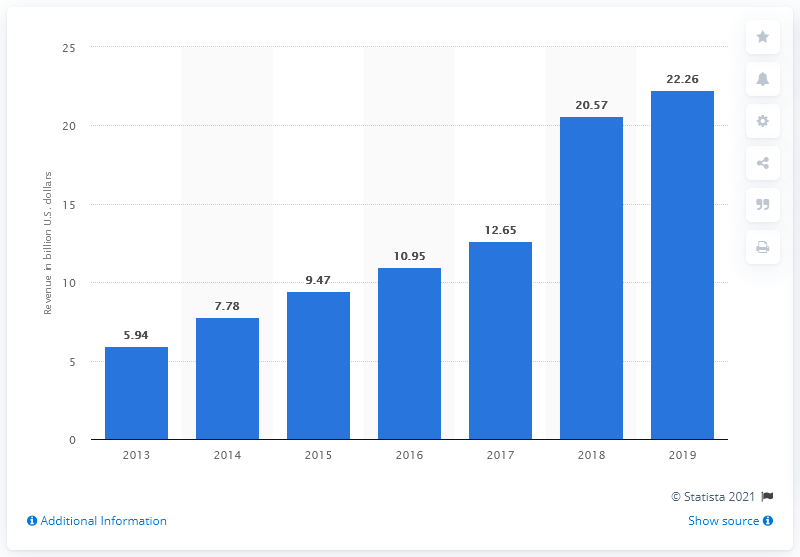 25
20
15
10
5
0
Revenue in billion U.S. dollars
5.94
7.78
9.47
10.95
12.65
20.57
22.26
2013 2014 2015 2016 2017 2018 2019
© Statista 2021
Additional Information
Show source